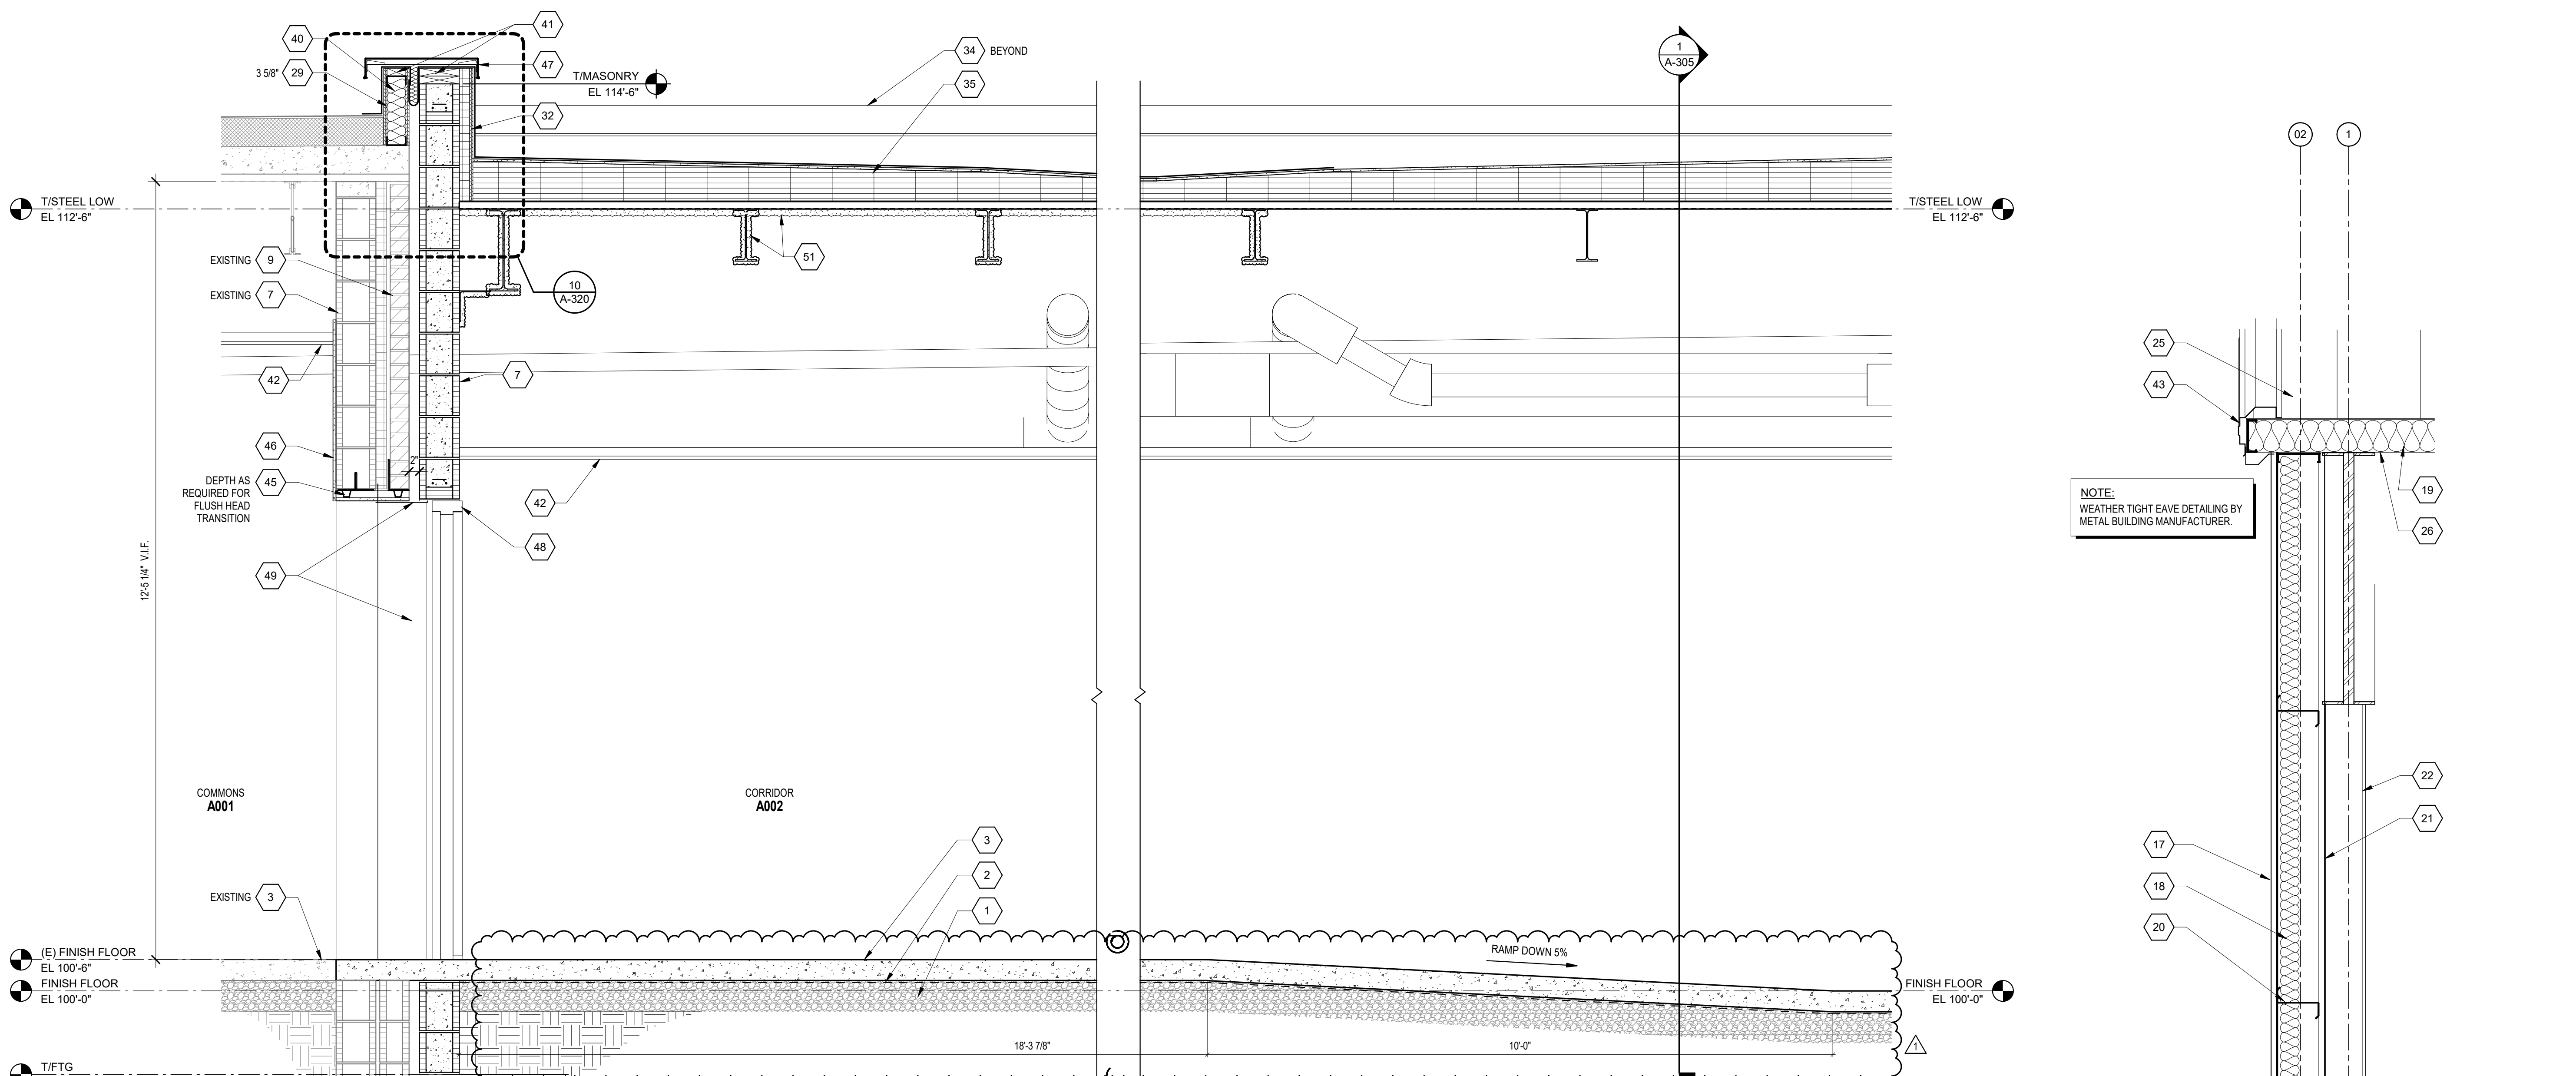 40
41
3 5/8" 29
47
T/MASONRY
EL 114'-6"
32
34 BEYOND
35
1
A-305
T/STEEL LOW
EL 112'-6"
T/STEEL LOW
EL 112'-6"
EXISTING 9
EXISTING 7
51
10
A-320
42
7
46
2"
DEPTH AS
REQUIRED FOR
FLUSH HEAD
TRANSITION
45
42
48
49
12'-5 1/4" V.I.F.
COMMONS
A001
CORRIDOR
A002
3
2
1
EXISTING 3
(E) FINISH FLOOR
EL 100'-6"
FINISH FLOOR
EL 100'-0"
RAMP DOWN 5%
FINISH FLOOR
EL 100'-0"
18'-3 7/8"
10'-0"
1
T/FTG
02
1
25
43
NOTE:
WEATHER TIGHT EAVE DETAILING BY
METAL BUILDING MANUFACTURER.
19
26
22
21
17
18
20